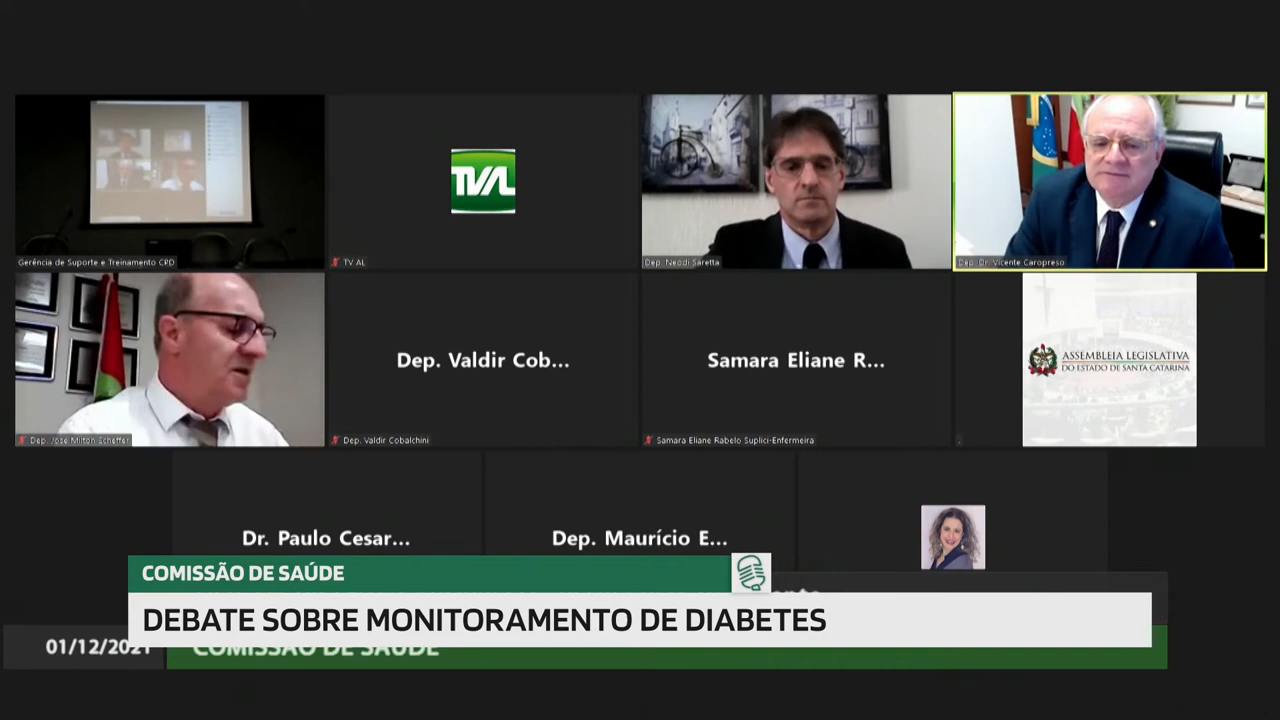 Gerência de Suporte e Treinamento CPD
TVAL
TV AL
Dep. Neodi Saretta
Dep. Dr. Vicente Caropreso
Dep. José Milton Scheffer
Dep. Valdir Cob...
Dep. Valdir Cobalchini
Samara Eliane R...
Samara Eliane Rabelo Suplici-Enfermeira
ASSEMBLEIA LEGISLATIVA
DO ESTADO DE SANTA CATARINA
Dr. Paulo Cesar...
Dep. Maurício E...
COMISSÃO DE SAÚDE
DEBATE SOBRE MONITORAMENTO DE DIABETES
01/12/2021
COMISSÃO DE SAÚDE